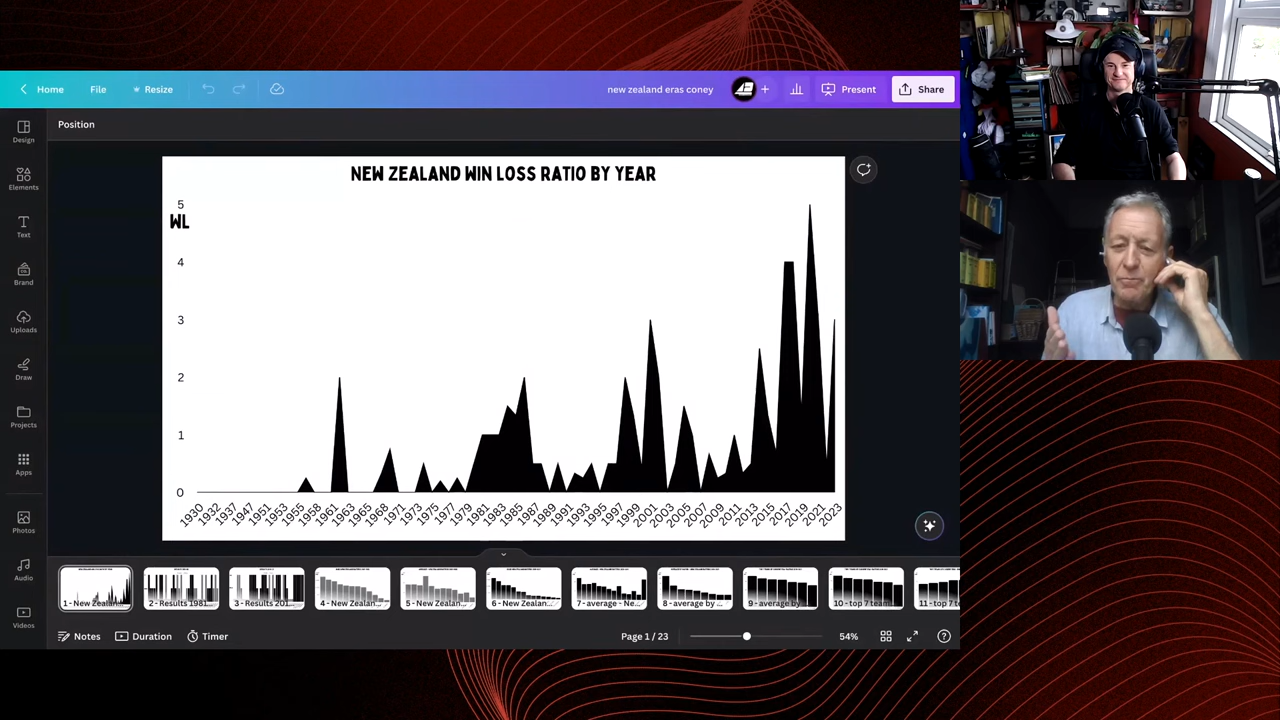 Home
File
Resize
new zealand eras coney
Present
Share
Position
Design
Elements
Text
Brand
Uploads
Draw
Projects
Apps
Photos
Audio
Videos
NEW ZEALAND WIN LOSS RATIO BY YEAR
WL
5
4
3
2
1
0
1930
1932
1937
1947
1951
1953
1955
1958
1961
1963
1965
1968
1971
1973
1975
1977
1979
1981
1983
1985
1987
1989
1991
1993
1995
1997
1999
2001
2003
2005
2007
2009
2011
2013
2015
2017
2019
2021
2023
1 - New Zealan...
2 - Results 1981...
3 - Results 201...
4 - New Zealan...
5 - New Zealan...
6 - New Zealan...
7 - average - Ne...
8 - average by ...
9 - average by ...
10 - top 7 team...
11 - top 7 te
Notes
Duration
Timer
Page 1 / 23
54%